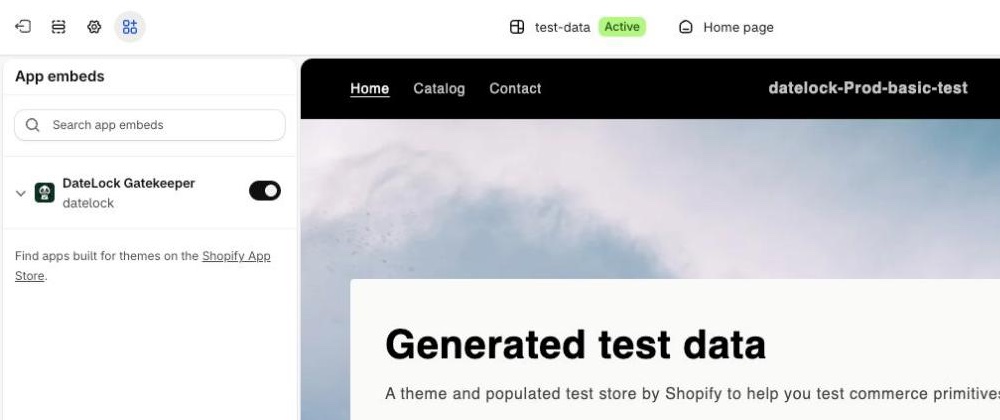 test-data Active Home page
App embeds
Search app embeds
DateLock Gatekeeper
datelock
Find apps built for themes on the Shopify App
Store.
Home Catalog Contact datelock-Prod-basic-test
Generated test data
A theme and populated test store by Shopify to help you test commerce primitives